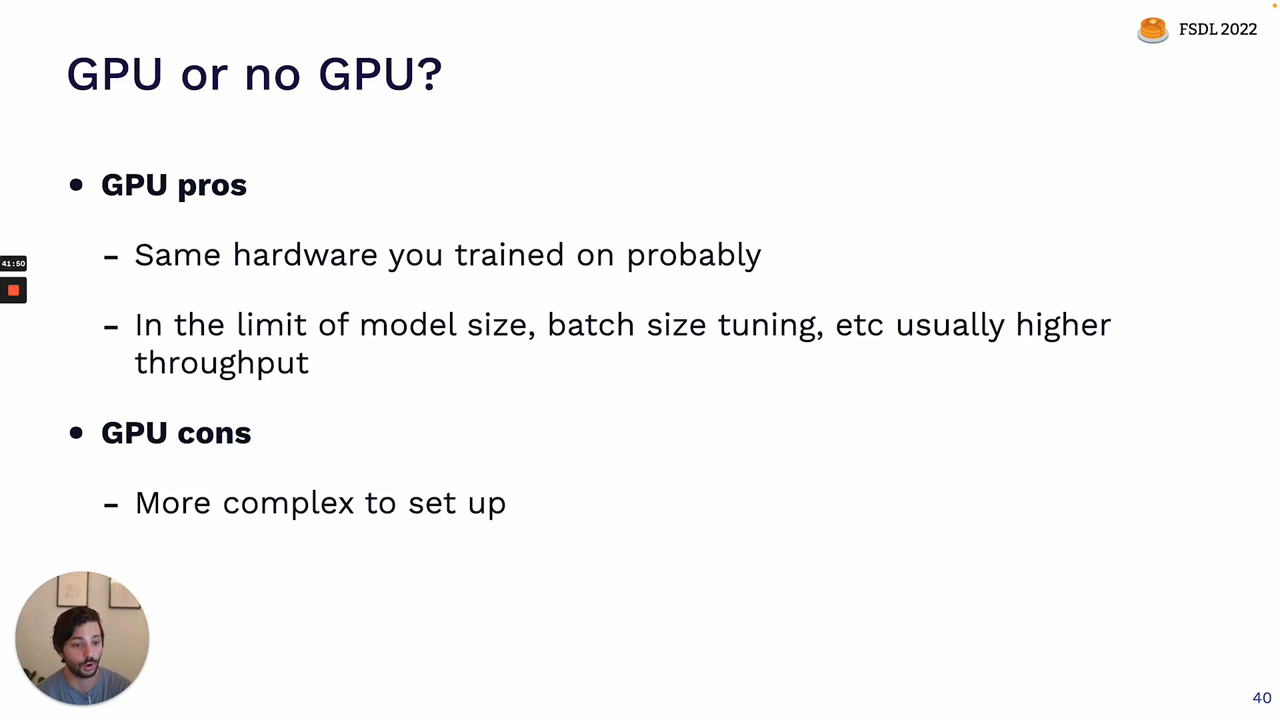 FSDL 2022
GPU or no GPU?
• GPU pros
- Same hardware you trained on probably
- In the limit of model size, batch size tuning, etc usually higher
throughput
41:50
• GPU cons
- More complex to set up
40